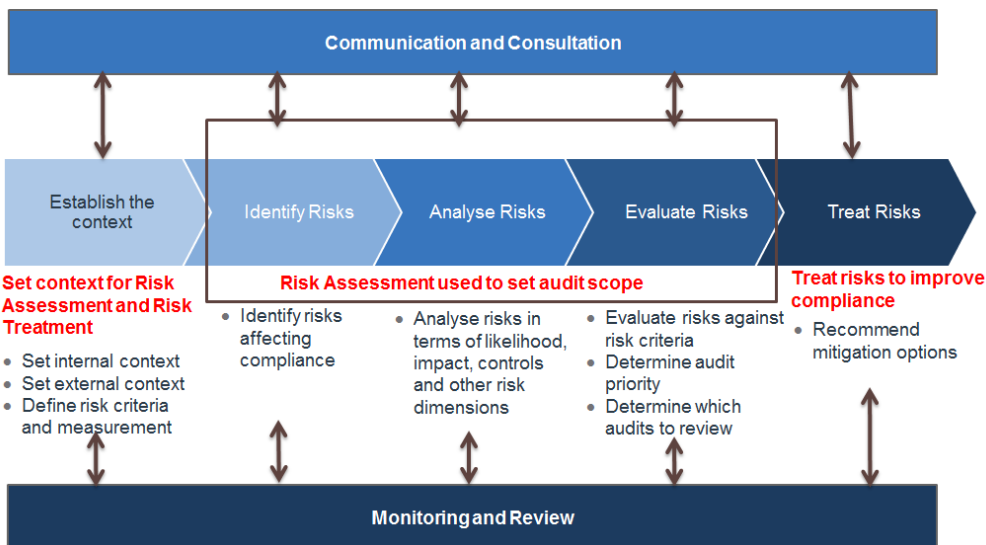 Communication and Consultation
Establish the
context
Identify Risks
Analyse Risks
Evaluate Risks
Treat Risks
Set context for Risk
Assessment and Risk
Treatment
• Set internal context
• Set external context
• Define risk criteria
and measurement
Risk Assessment used to set audit scope
• Identify risks
affecting
compliance
• Analyse risks in
terms of likelihood,
impact, controls
and other risk
dimensions
• Evaluate risks against
risk criteria
• Determine audit
priority
• Determine which
audits to review
Treat risks to improve
compliance
• Recommend
mitigation options
Monitoring and Review